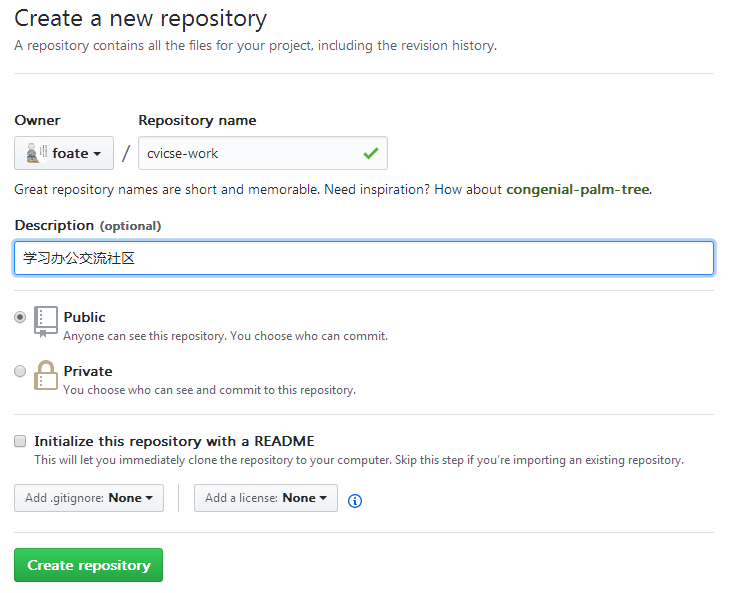 Create a new repository
A repository contains all the files for your project, including the revision history.
Owner Repository name
foate / cvicse-work
Great repository names are short and memorable. Need inspiration? How about congenial-palm-tree.
Description (optional)
学习办公交流社区
Public
Anyone can see this repository. You choose who can commit.
Private
You choose who can see and commit to this repository.
Initialize this repository with a README
This will let you immediately clone the repository to your computer. Skip this step if you're importing an existing repository.
Add .gitignore: None Add a license: None
Create repository